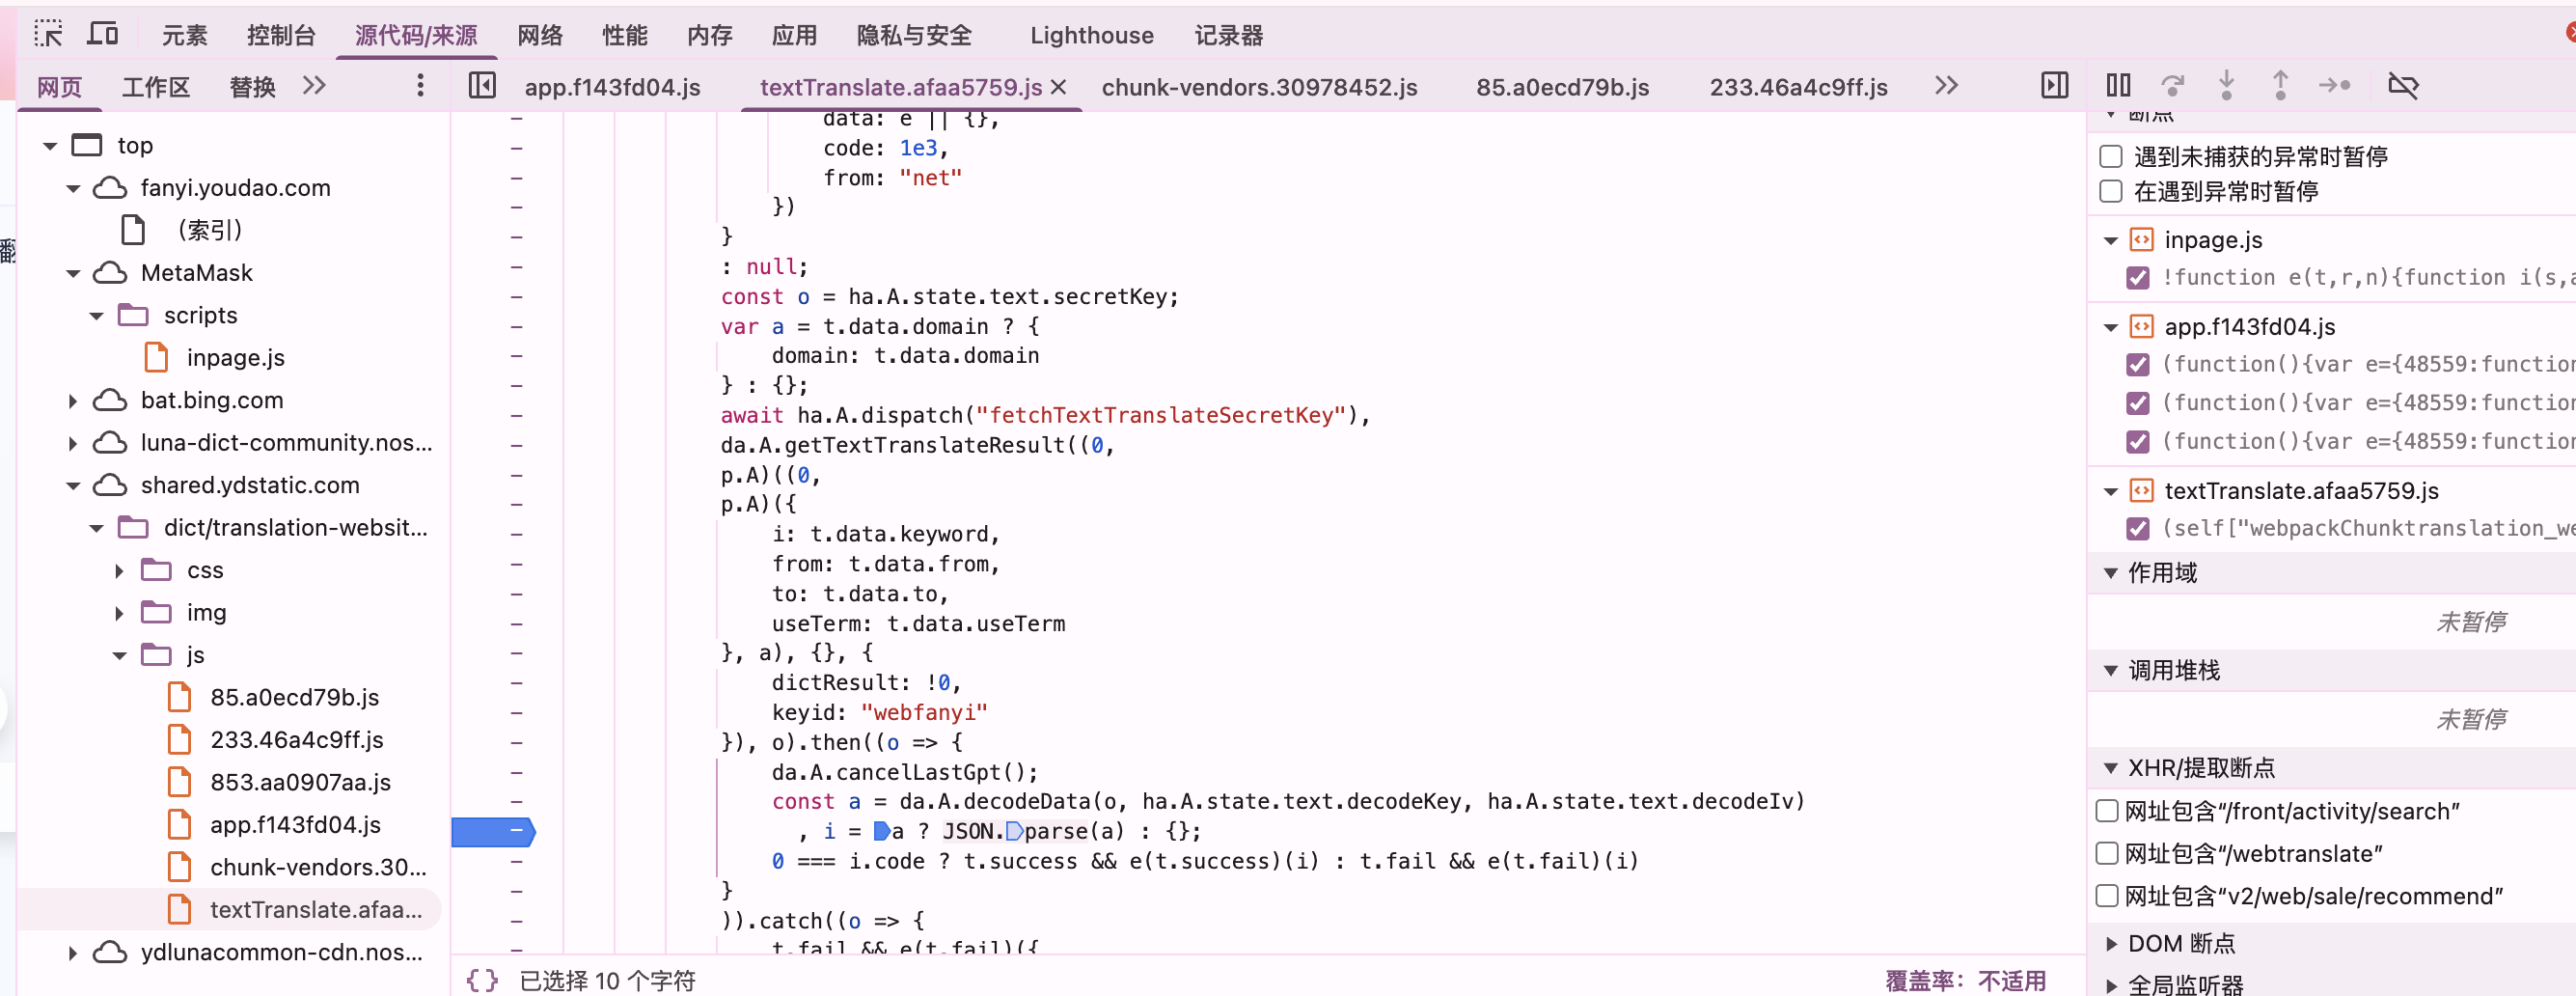 元素 控制台 源代码/来源 网络 性能 内存 应用 隐私与安全 Lighthouse 记录器
网页 工作区 替换
app.f143fd04.js textTranslate.afaa5759.js chunk-vendors.30978452.js 85.a0ecd79b.js 233.46a4c9ff.js
翻
top
fanyi.youdao.com
（索引）
MetaMask
scripts
inpage.js
bat.bing.com
luna-dict-community.nos...
shared.ydstatic.com
dict/translation-websit...
css
img
js
85.a0ecd79b.js
233.46a4c9ff.js
853.aa0907aa.js
app.f143fd04.js
chunk-vendors.30...
textTranslate.afaa...
ydlunacommon-cdn.nos...
data: e || {},
code: 1e3,
from: "net"
})
}
: null;
const o = ha.A.state.text.secretKey;
var a = t.data.domain ? {
domain: t.data.domain
} : {};
await ha.A.dispatch("fetchTextTranslateSecretKey"),
da.A.getTextTranslateResult((0,
p.A)((0,
p.A)({
i: t.data.keyword,
from: t.data.from,
to: t.data.to,
useTerm: t.data.useTerm
}, a), {}, {
dictResult: !0,
keyid: "webfanyi"
}), o).then((o => {
da.A.cancelLastGpt();
const a = da.A.decodeData(o, ha.A.state.text.decodeKey, ha.A.state.text.decodeIv)
, i = a ? JSON.parse(a) : {};
0 === i.code ? t.success && e(t.success)(i) : t.fail && e(t.fail)(i)
}
)).catch((o => {
t.fail && e(t.fail)({
{} 已选择 10 个字符
覆盖率：不适用
断点
遇到未捕获的异常时暂停
在遇到异常时暂停
inpage.js
!function e(t,r,n){function i(s,a
app.f143fd04.js
(function(){var e={48559:function
(function(){var e={48559:function
(function(){var e={48559:function
textTranslate.afaa5759.js
(self["webpackChunktranslation_we
作用域
未暂停
调用堆栈
未暂停
XHR/提取断点
网址包含“/front/activity/search”
网址包含“/webtranslate”
网址包含“v2/web/sale/recommend”
DOM 断点
全局监听器